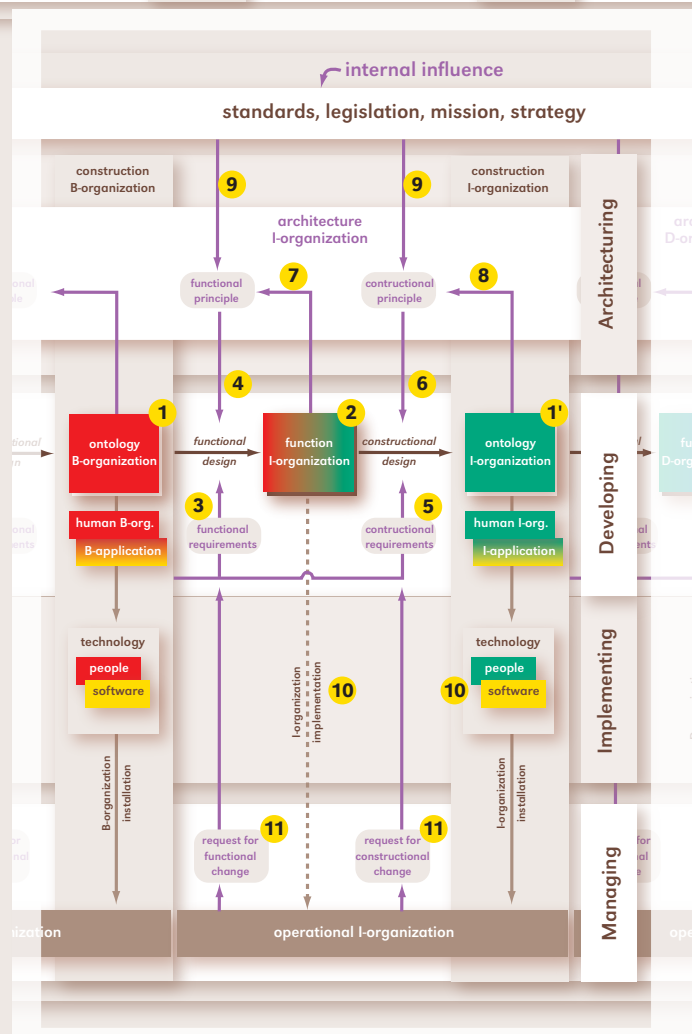 internal influence
standards, legislation, mission, strategy
construction
B-organization
construction
I-organization
9
9
architecture
I-organization
Architecturing
7
8
functional
principle
contructional
principle
4
6
1
2
1'
ontology
B-organization
functional
design
function
I-organization
constructional
design
ontology
I-organization
Developing
3
5
human B-org.
B-application
functional
requirements
contructional
requirements
human I-org.
I-application
technology
people
software
I-organization
implementation
10
10
technology
people
software
Implementing
B-organization
installation
I-organization
installation
11
11
request for
functional
change
request for
constructional
change
Managing
operational I-organization